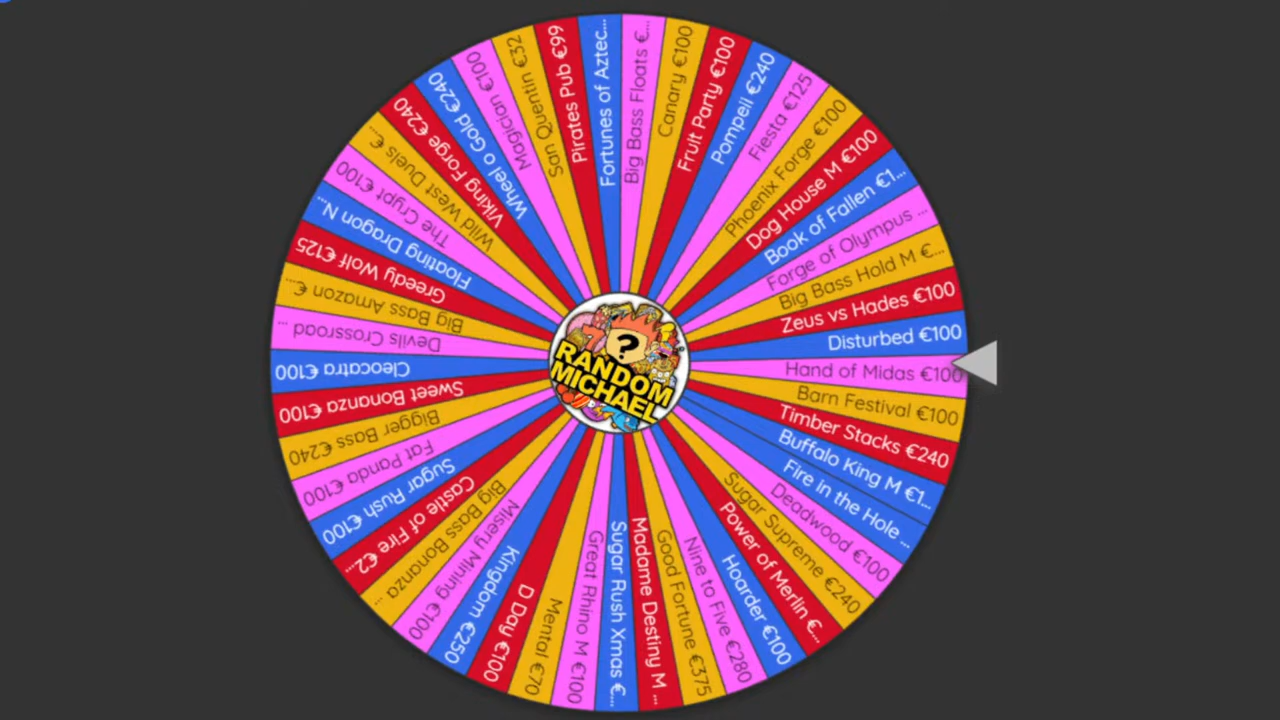 Fortunes of Aztec...
Big Bass Floats €...
Canary €100
Fruit Party €100
Pompeii €240
Fiesta €125
Phoenix Forge €100
Dog House M €100
Book of Fallen €1...
Forge of Olympus ...
Big Bass Hold M €...
Zeus vs Hades €100
Disturbed €100
Hand of Midas €100
Barn Festival €100
Timber Stacks €240
Buffalo King M €1...
Fire in the Hole ...
Deadwood €100
Sugar Supreme €240
Power of Merlin €...
Hoarder €100
Nine to Five €280
Good Fortune €375
Madame Destiny M ...
Sugar Rush Xmas €...
Great Rhino M €100
Mental €70
D Day €100
Kingdom €250
Misery Mining €100
Big Bass Bonanza ...
Castle of Fire €2...
Sugar Rush €100
Fat Panda €100
Bigger Bass €240
Sweet Bonanza €100
Cleocatra €100
Devils Crossroad ...
Big Bass Amazon €...
Greedy Wolf €125
Floating Dragon N...
The Crypt €100
Wild West Duels €...
Viking Forge €240
Wheel o Gold €240
Magician €100
San Quentin €32
Pirates Pub €99
?
RANDOM
MICHAEL